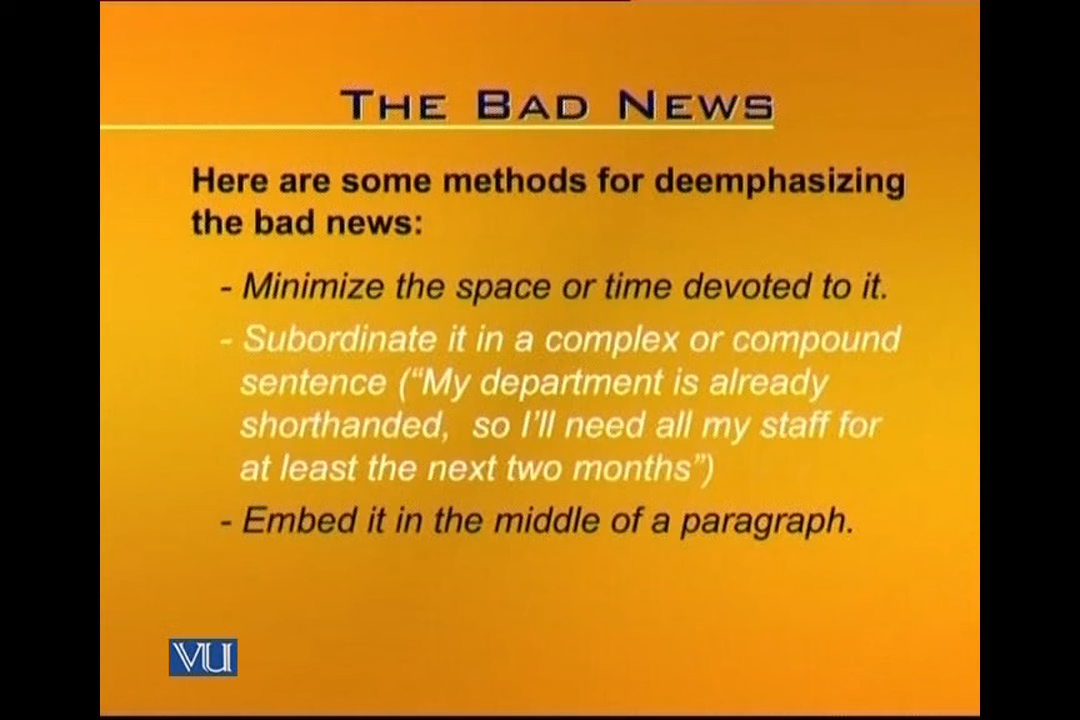 THE BAD NEWS
Here are some methods for deemphasizing
the bad news:
- Minimize the space or time devoted to it.
- Subordinate it in a complex or compound
sentence (“My department is already
shorthanded,  so I’ll need all my staff for
at least the next two months”)
- Embed it in the middle of a paragraph.
VU